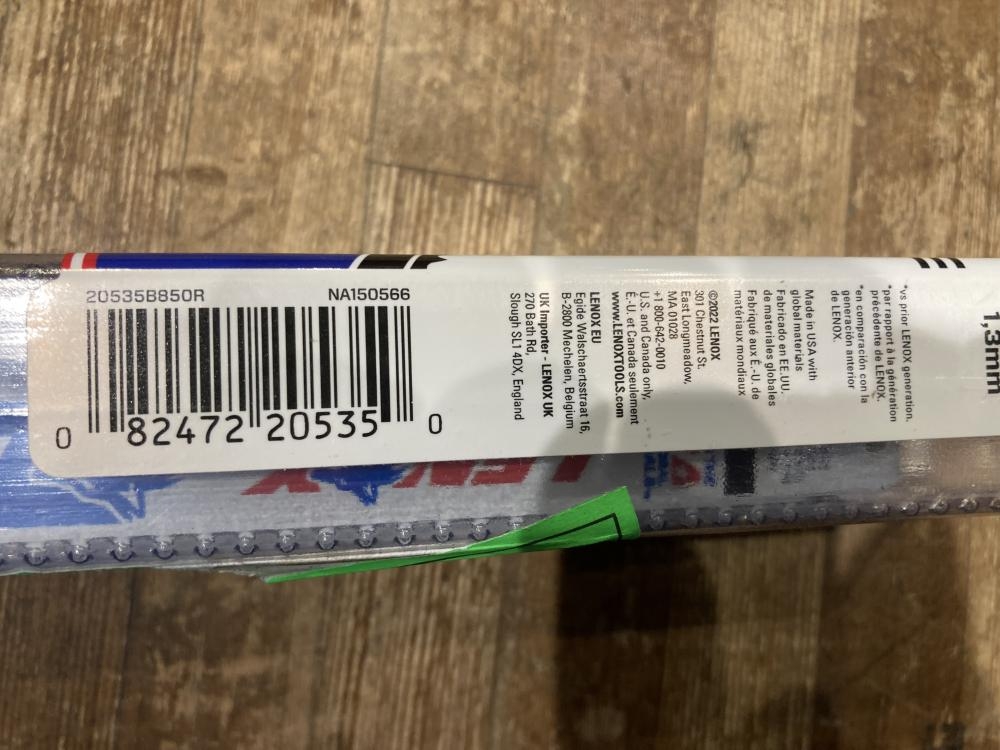 20535B850R
NA150566
0 82472 20535 0
UK Importer - LENOX UK
270 Bath Rd,
Slough SL1 4DX, England
LENOX EU
Egide Walschaertsstraat 16,
B-2800 Mechelen, Belgium
©2022 LENOX
301 Chestnut St.
East Longmeadow,
MA 01028
+1 800-642-0010
U.S. and Canada only,
É.-U. et Canada seulement
www.LENOXTOOLS.com
Made in USA with
global materials
Fabricado en EE.UU.
de materiales globales
Fabriqué aux É.-U. de
matériaux mondiaux
*vs prior LENOX generation.
*par rapport à la génération
précédente de LENOX.
*en comparación con la
generación anterior
de LENOX.
1,3mm
LENOX